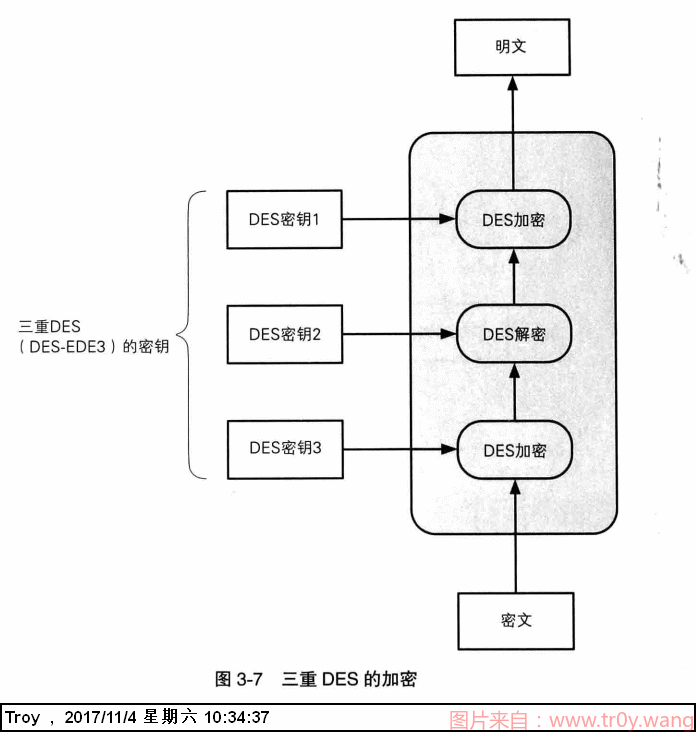 明文
DES密钥1
DES加密
三重DES
（DES-EDE3）的密钥
DES密钥2
DES解密
DES密钥3
DES加密
密文
图 3-7 三重 DES 的加密
Troy , 2017/11/4 星期六 10:34:37
图片来自：www.tr0y.wang